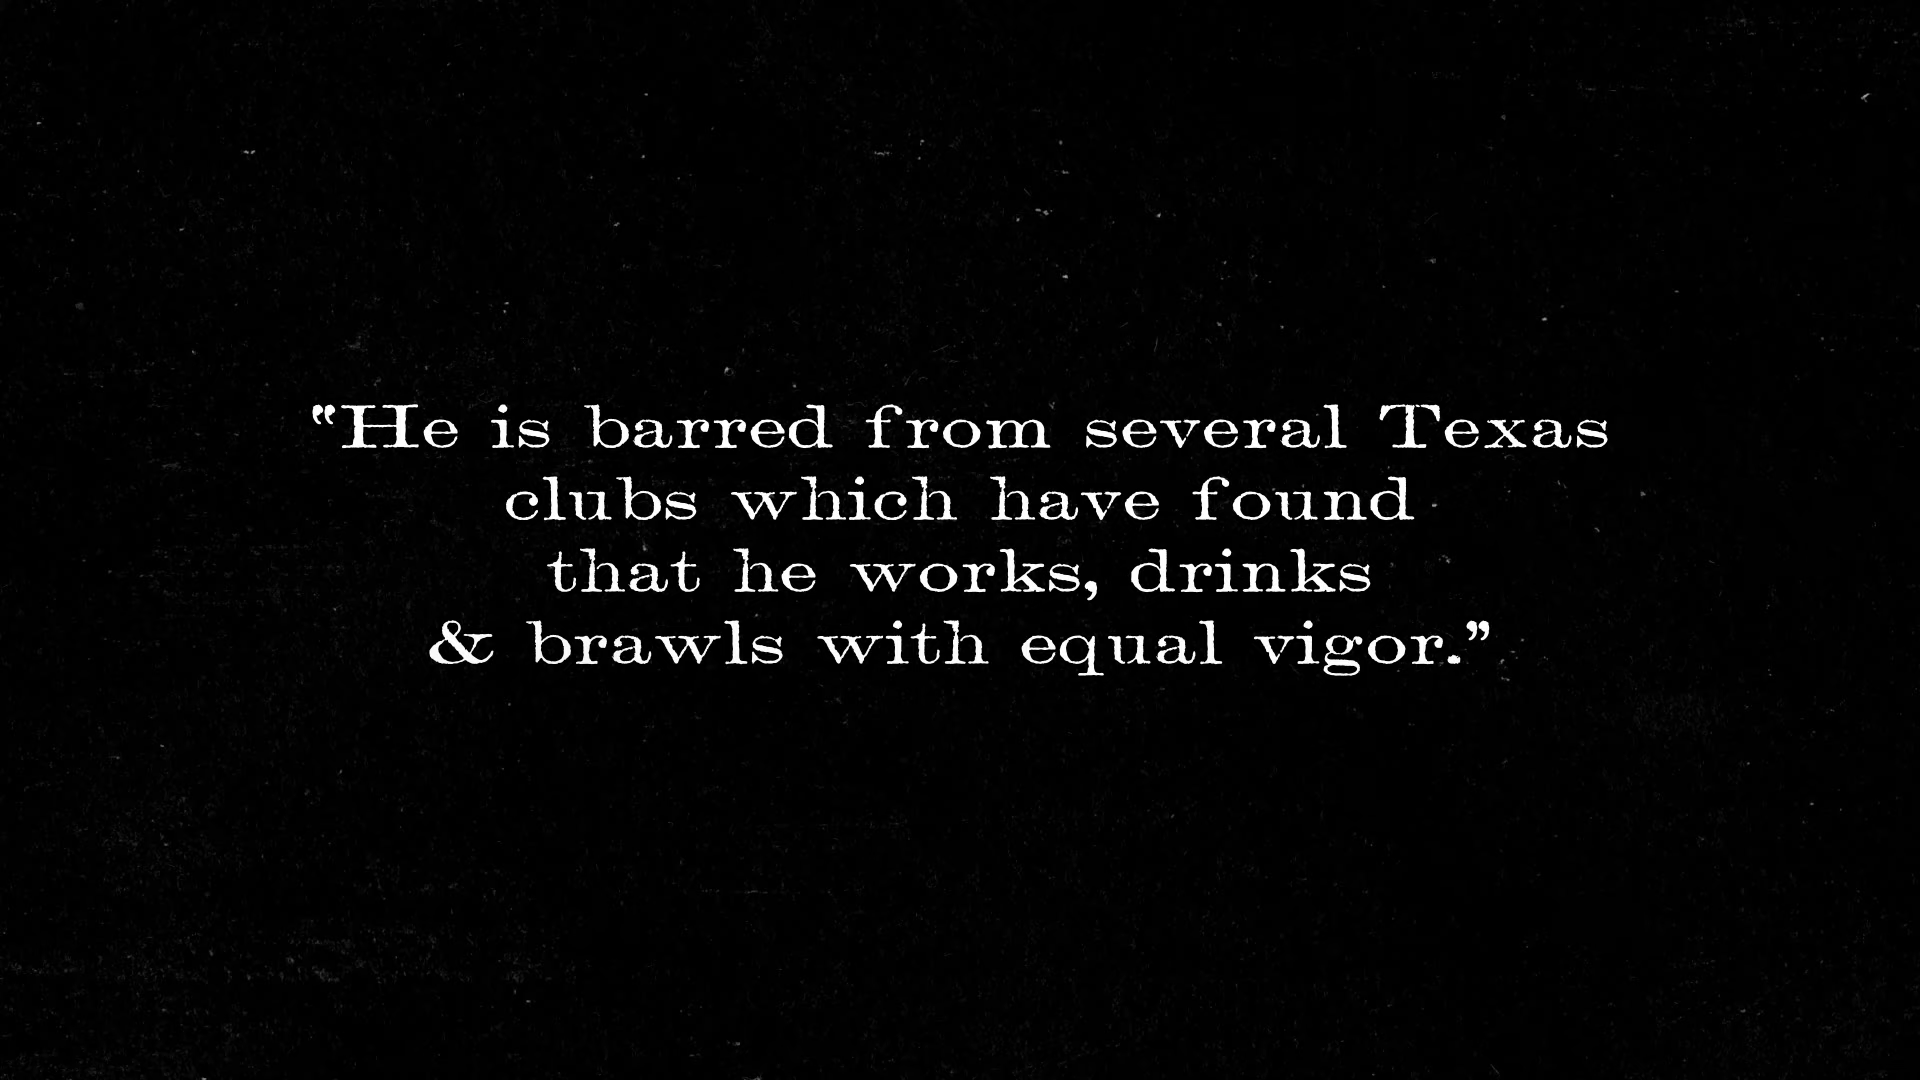 “He is barred from several Texas
clubs which have found
that he works, drinks
& brawls with equal vigor.”